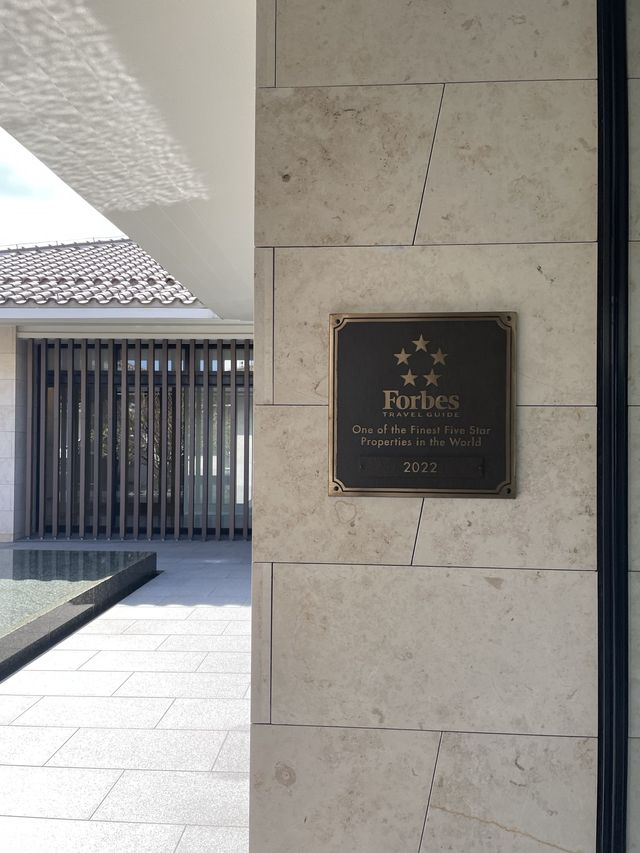 Forbes
TRAVEL GUIDE
One of the Finest Five Star
Properties in the World
2022